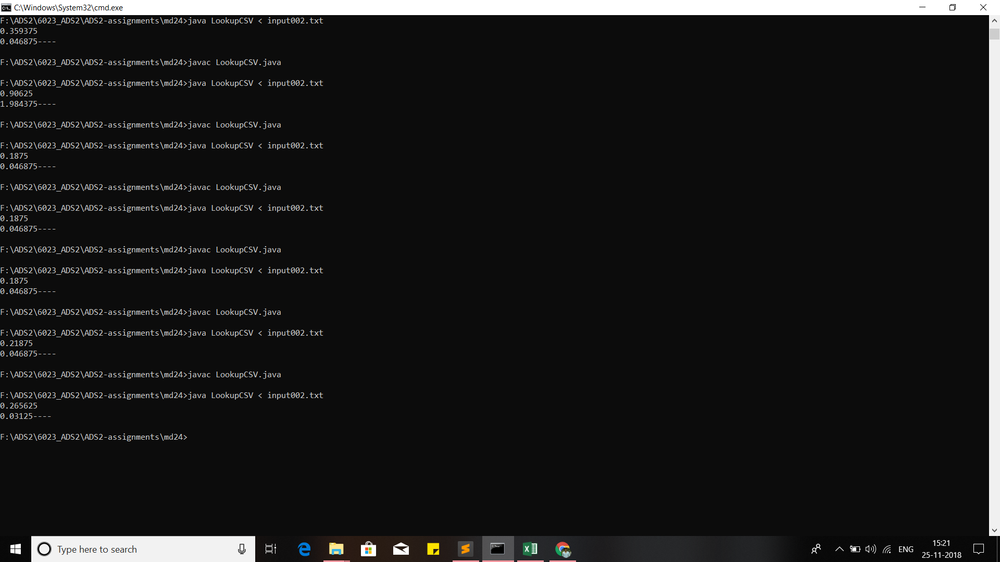 C:\Windows\System32\cmd.exe
F:\ADS2\6023_ADS2\ADS2-assignments\md24>java LookupCSV < input002.txt
0.359375
0.046875----
F:\ADS2\6023_ADS2\ADS2-assignments\md24>javac LookupCSV.java
F:\ADS2\6023_ADS2\ADS2-assignments\md24>java LookupCSV < input002.txt
0.90625
1.984375----
F:\ADS2\6023_ADS2\ADS2-assignments\md24>javac LookupCSV.java
F:\ADS2\6023_ADS2\ADS2-assignments\md24>java LookupCSV < input002.txt
0.1875
0.046875----
F:\ADS2\6023_ADS2\ADS2-assignments\md24>javac LookupCSV.java
F:\ADS2\6023_ADS2\ADS2-assignments\md24>java LookupCSV < input002.txt
0.1875
0.046875----
F:\ADS2\6023_ADS2\ADS2-assignments\md24>javac LookupCSV.java
F:\ADS2\6023_ADS2\ADS2-assignments\md24>java LookupCSV < input002.txt
0.1875
0.046875----
F:\ADS2\6023_ADS2\ADS2-assignments\md24>javac LookupCSV.java
F:\ADS2\6023_ADS2\ADS2-assignments\md24>java LookupCSV < input002.txt
0.21875
0.046875----
F:\ADS2\6023_ADS2\ADS2-assignments\md24>javac LookupCSV.java
F:\ADS2\6023_ADS2\ADS2-assignments\md24>java LookupCSV < input002.txt
0.265625
0.03125----
F:\ADS2\6023_ADS2\ADS2-assignments\md24>
Type here to search
ENG
15:21
25-11-2018